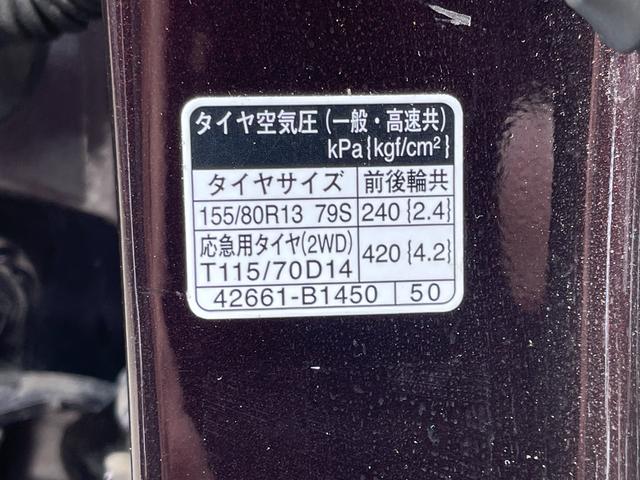 タイヤ空気圧(一般・高速共)
kPa{kgf/cm²}
タイヤサイズ 前後輪共
155/80R13 79S 240{2.4}
応急用タイヤ(2WD)
T115/70D14 420{4.2}
42661-B1450 50